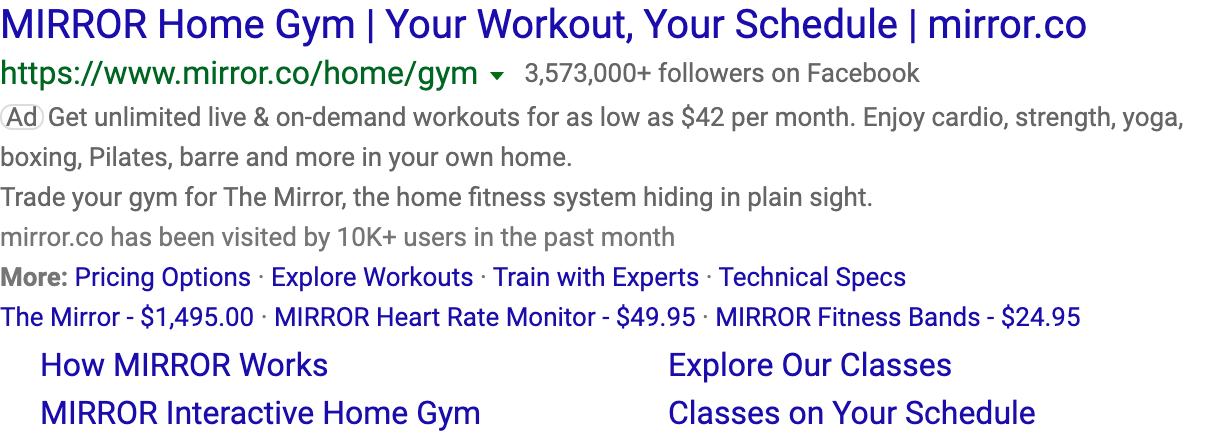 MIRROR Home Gym | Your Workout, Your Schedule | mirror.co
https://www.mirror.co/home/gym 3,573,000+ followers on Facebook
Ad Get unlimited live & on-demand workouts for as low as $42 per month. Enjoy cardio, strength, yoga,
boxing, Pilates, barre and more in your own home.
Trade your gym for The Mirror, the home fitness system hiding in plain sight.
mirror.co has been visited by 10K+ users in the past month
More: Pricing Options · Explore Workouts · Train with Experts · Technical Specs
The Mirror - $1,495.00 · MIRROR Heart Rate Monitor - $49.95 · MIRROR Fitness Bands - $24.95
How MIRROR Works Explore Our Classes
MIRROR Interactive Home Gym Classes on Your Schedule